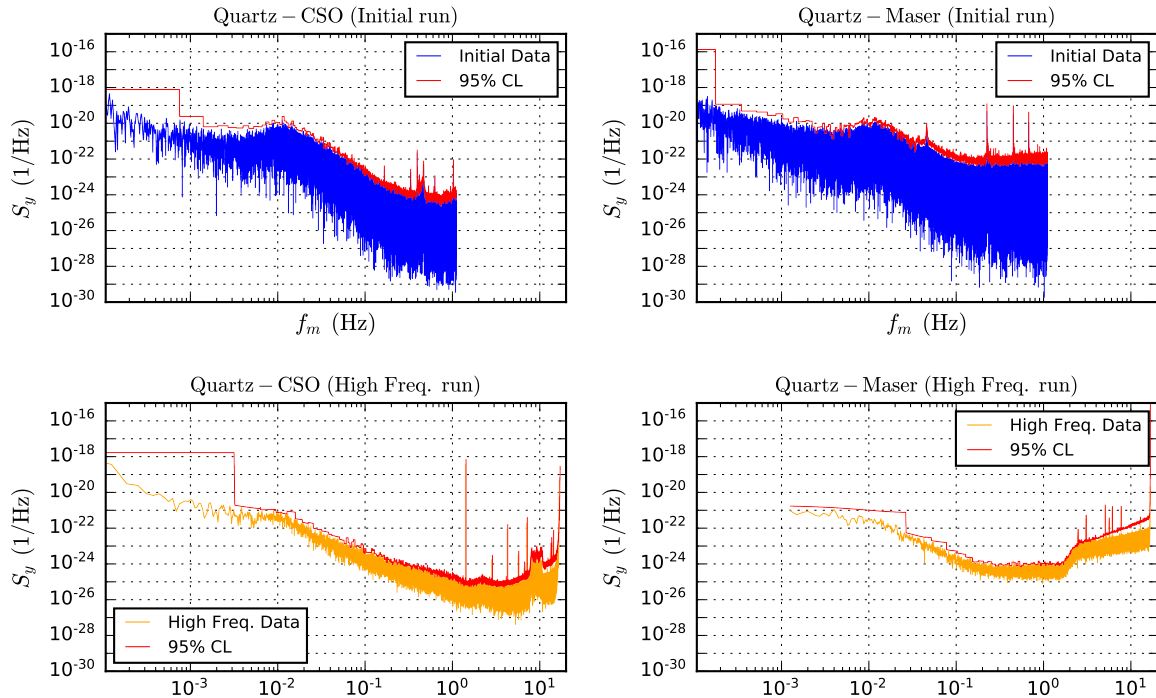 Quartz − CSO (Initial run)
10⁻¹⁶
10⁻¹⁸
10⁻²⁰
10⁻²²
10⁻²⁴
10⁻²⁶
10⁻²⁸
10⁻³⁰
S_y (1/Hz)
Initial Data
95% CL
f_m (Hz)
Quartz − Maser (Initial run)
10⁻¹⁶
10⁻¹⁸
10⁻²⁰
10⁻²²
10⁻²⁴
10⁻²⁶
10⁻²⁸
10⁻³⁰
S_y (1/Hz)
Initial Data
95% CL
f_m (Hz)
Quartz − CSO (High Freq. run)
10⁻¹⁶
10⁻¹⁸
10⁻²⁰
10⁻²²
10⁻²⁴
10⁻²⁶
10⁻²⁸
10⁻³⁰
S_y (1/Hz)
High Freq. Data
95% CL
10⁻³ 10⁻² 10⁻¹ 10⁰ 10¹
Quartz − Maser (High Freq. run)
10⁻¹⁶
10⁻¹⁸
10⁻²⁰
10⁻²²
10⁻²⁴
10⁻²⁶
10⁻²⁸
10⁻³⁰
S_y (1/Hz)
High Freq. Data
95% CL
10⁻³ 10⁻² 10⁻¹ 10⁰ 10¹